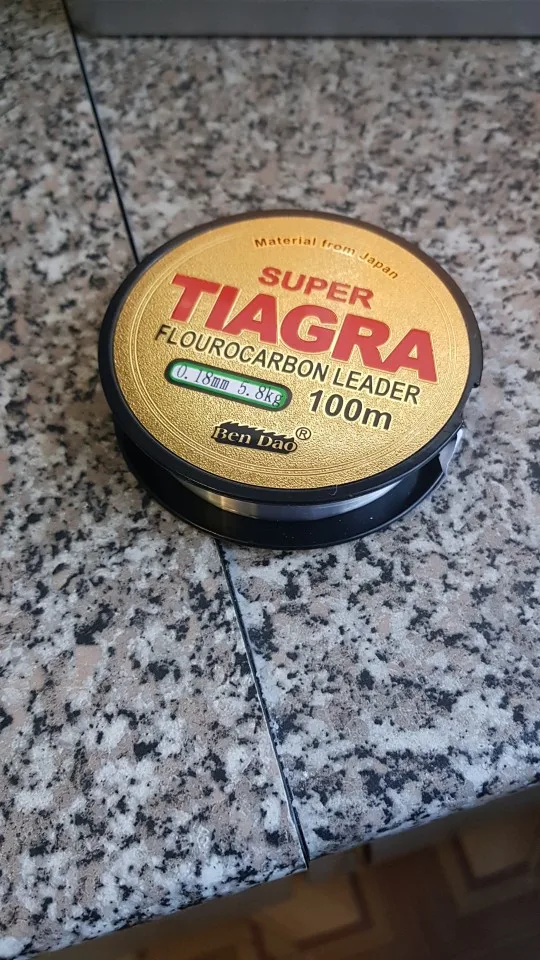 Material from Japan
SUPER
TIAGRA
FLOUROCARBON LEADER
0.18mm 5.8kg
100m
Ben Dao®